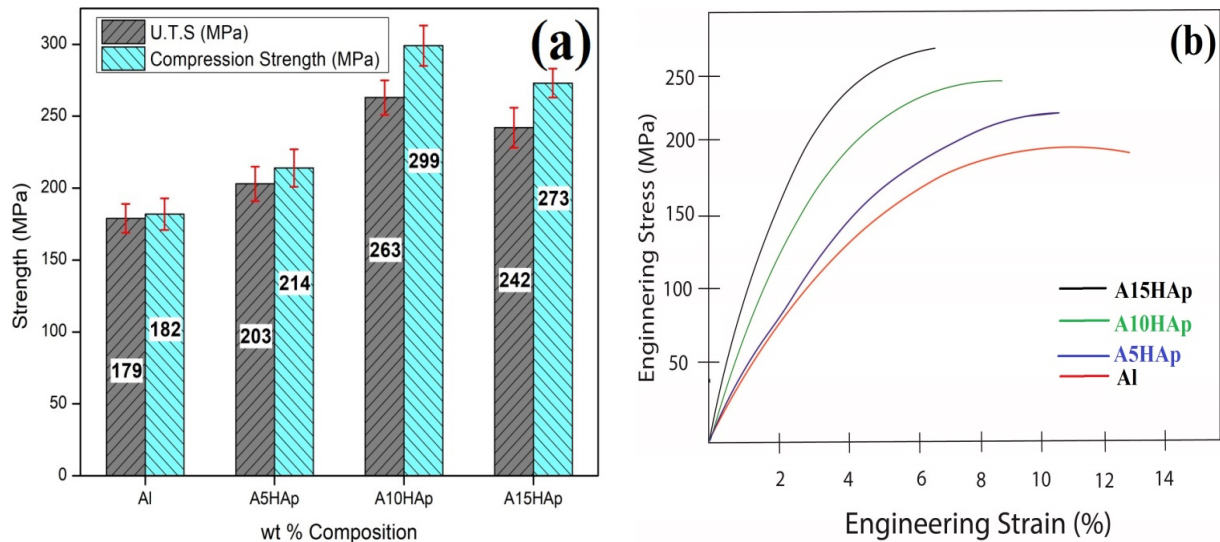 (a)
U.T.S (MPa)
Compression Strength (MPa)
Strength (MPa)
300
250
200
150
100
50
0
179
182
203
214
263
299
242
273
Al
A5HAp
A10HAp
A15HAp
wt % Composition
(b)
Enginnering Stress (MPa)
250
200
150
100
50
A15HAp
A10HAp
A5HAp
Al
2
4
6
8
10
12
14
Engineering Strain (%)